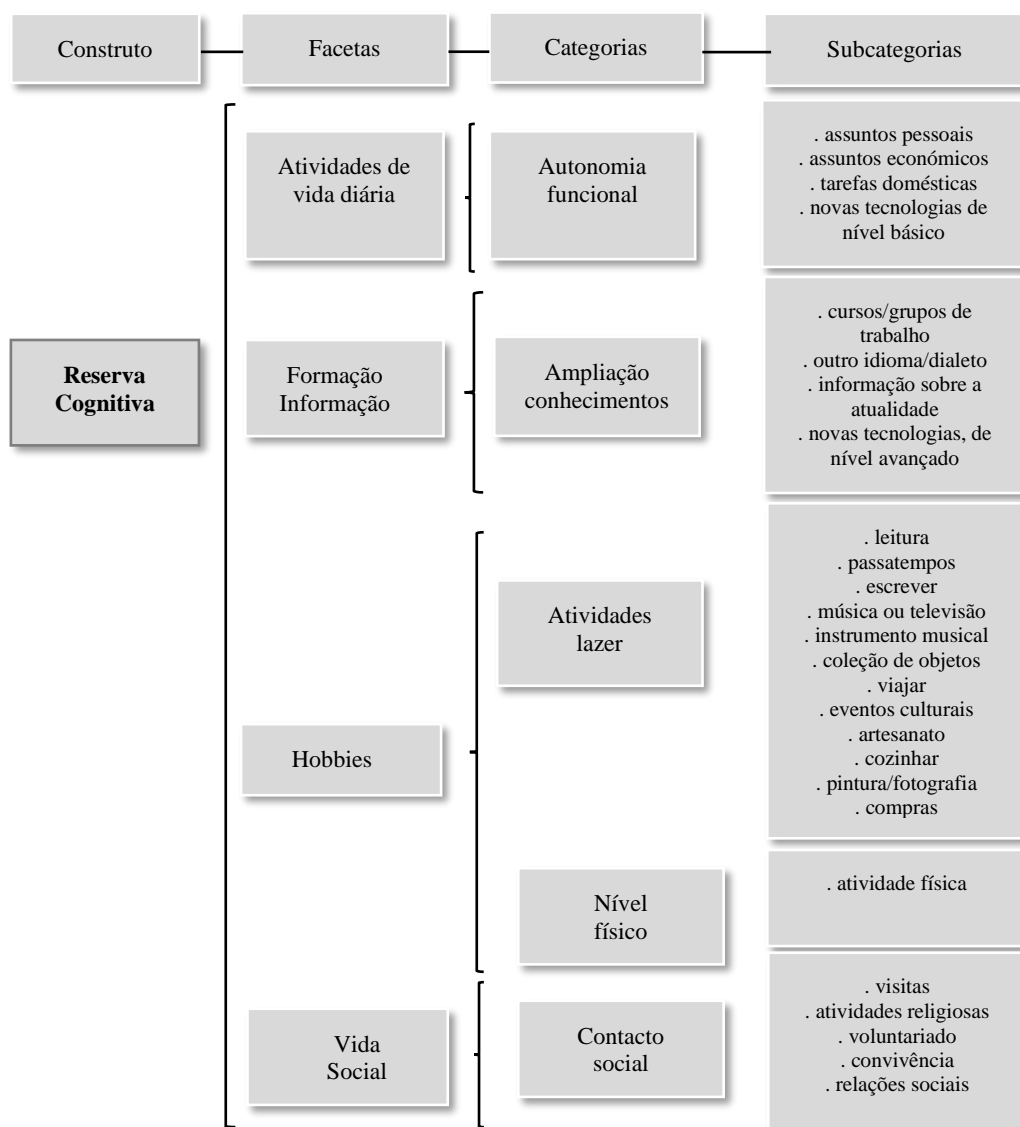 Construto
Facetas
Categorias
Subcategorias
Atividades de
vida diária
Autonomia
funcional
. assuntos pessoais
. assuntos económicos
. tarefas domésticas
. novas tecnologias de
nível básico
Reserva
Cognitiva
Formação
Informação
Ampliação
conhecimentos
. cursos/grupos de
trabalho
. outro idioma/dialeto
. informação sobre a
atualidade
. novas tecnologias, de
nível avançado
Hobbies
Atividades
lazer
. leitura
. passatempos
. escrever
. música ou televisão
. instrumento musical
. coleção de objetos
. viajar
. eventos culturais
. artesanato
. cozinhar
. pintura/fotografia
. compras
Nível
físico
. atividade física
Vida
Social
Contacto
social
. visitas
. atividades religiosas
. voluntariado
. convivência
. relações sociais